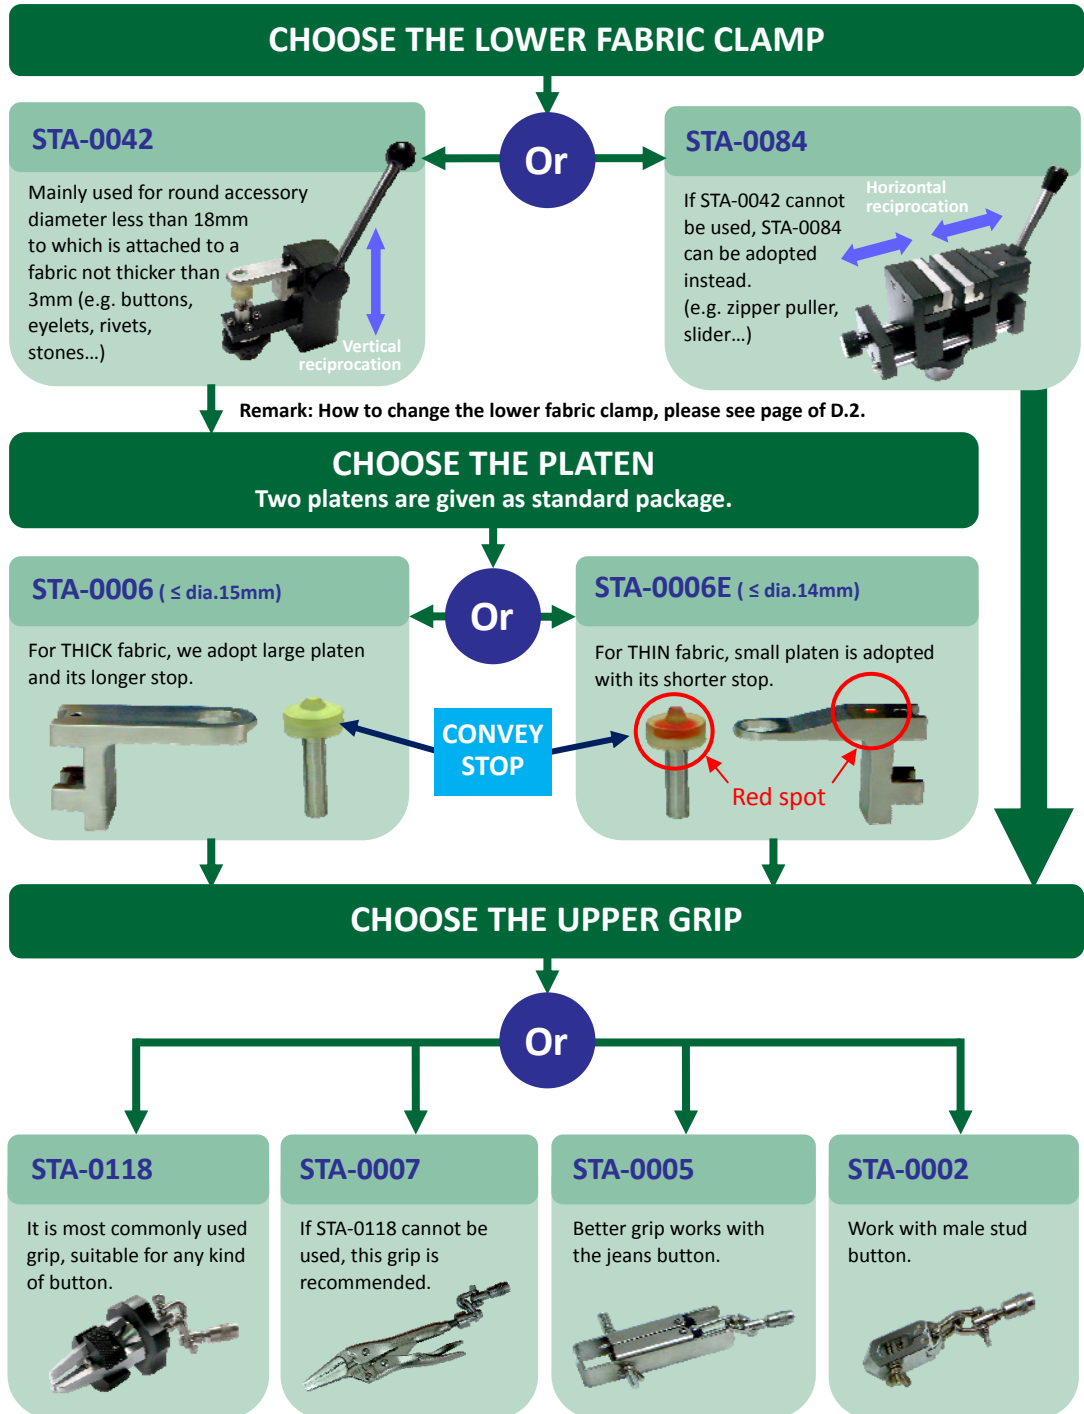 CHOOSE THE LOWER FABRIC CLAMP
Or
STA-0042
Mainly used for round accessory
diameter less than 18mm
to which is attached to a
fabric not thicker than
3mm (e.g. buttons,
eyelets, rivets,
stones...)
Vertical
reciprocation
STA-0084
If STA-0042 cannot
be used, STA-0084
can be adopted
instead.
(e.g. zipper puller,
slider...)
Horizontal
reciprocation
Remark: How to change the lower fabric clamp, please see page of D.2.
CHOOSE THE PLATEN
Two platens are given as standard package.
Or
STA-0006 ( ≤ dia.15mm)
For THICK fabric, we adopt large platen
and its longer stop.
CONVEY
STOP
STA-0006E ( ≤ dia.14mm)
For THIN fabric, small platen is adopted
with its shorter stop.
Red spot
CHOOSE THE UPPER GRIP
Or
STA-0118
It is most commonly used
grip, suitable for any kind
of button.
STA-0007
If STA-0118 cannot be
used, this grip is
recommended.
STA-0005
Better grip works with
the jeans button.
STA-0002
Work with male stud
button.